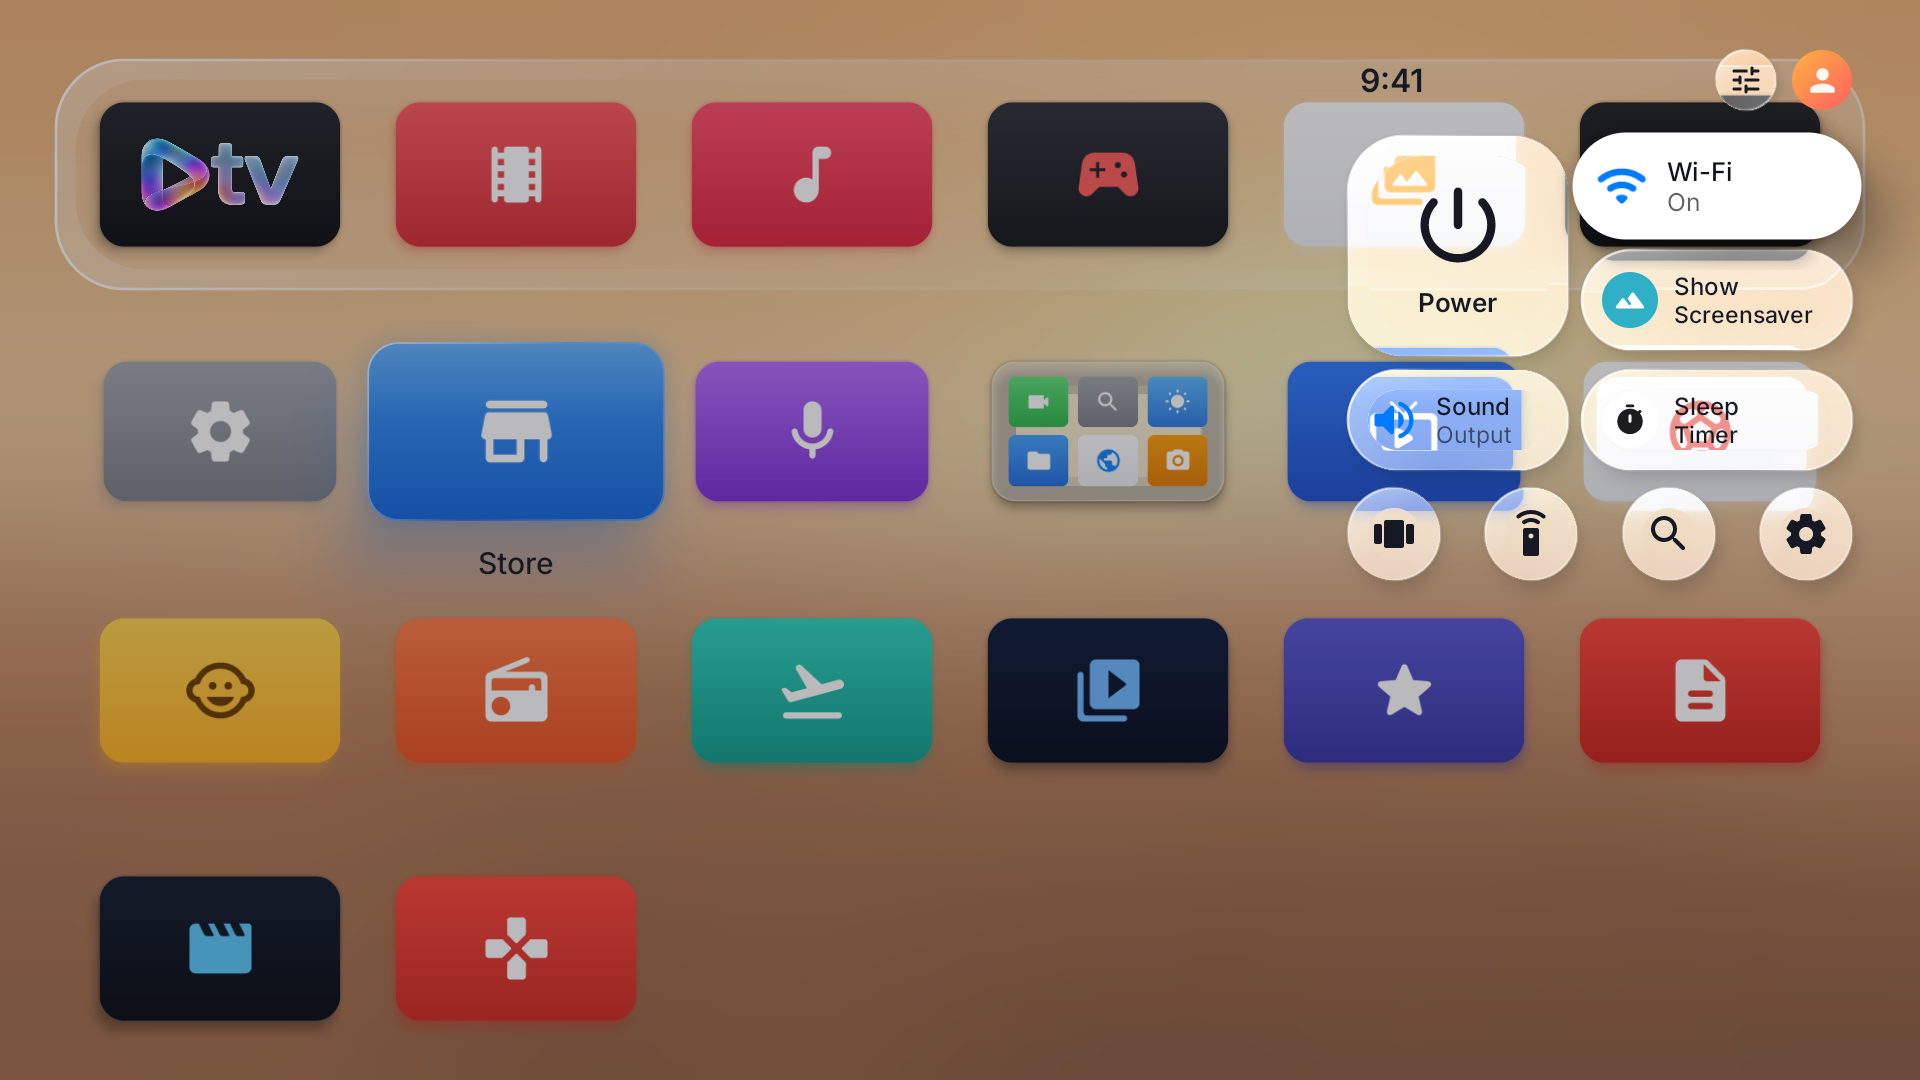 9:41
tv
Wi-Fi
On
Power
Show
Screensaver
Sound
Output
Sleep
Timer
Store